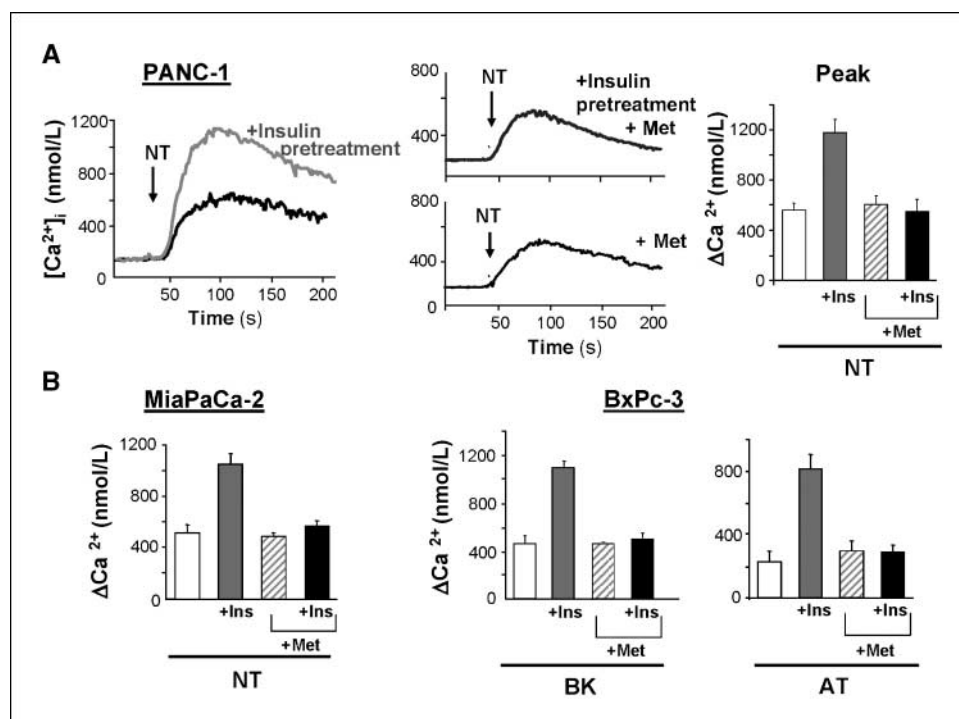 A
PANC-1
1200
800
400
0
[Ca²⁺]i (nmol/L)
NT
+Insulin
pretreatment
50 100 150 200
Time (s)
800
400
NT
+Insulin
pretreatment
+ Met
800
400
0
NT
+ Met
50 100 150 200
Time (s)
Peak
1200
800
400
0
ΔCa ²⁺ (nmol/L)
+Ins +Ins
+Met
NT
B
MiaPaCa-2
1200
800
400
0
ΔCa ²⁺ (nmol/L)
+Ins +Ins
+Met
NT
BxPc-3
1200
800
400
0
ΔCa ²⁺ (nmol/L)
+Ins +Ins
+Met
BK
800
400
0
ΔCa ²⁺ (nmol/L)
+Ins +Ins
+Met
AT